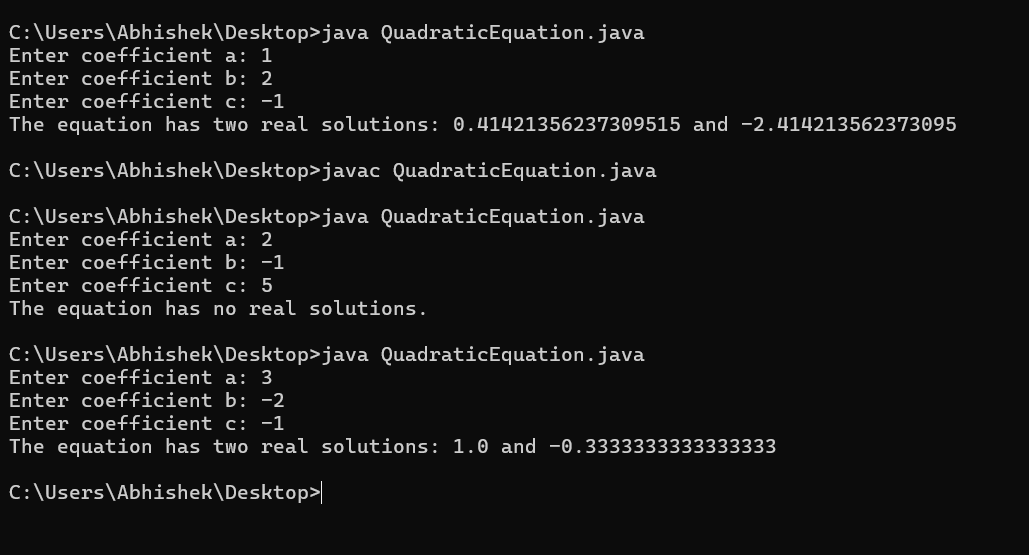 C:\Users\Abhishek\Desktop>java QuadraticEquation.java
Enter coefficient a: 1
Enter coefficient b: 2
Enter coefficient c: -1
The equation has two real solutions: 0.41421356237309515 and -2.414213562373095
C:\Users\Abhishek\Desktop>javac QuadraticEquation.java
C:\Users\Abhishek\Desktop>java QuadraticEquation.java
Enter coefficient a: 2
Enter coefficient b: -1
Enter coefficient c: 5
The equation has no real solutions.
C:\Users\Abhishek\Desktop>java QuadraticEquation.java
Enter coefficient a: 3
Enter coefficient b: -2
Enter coefficient c: -1
The equation has two real solutions: 1.0 and -0.3333333333333333
C:\Users\Abhishek\Desktop>